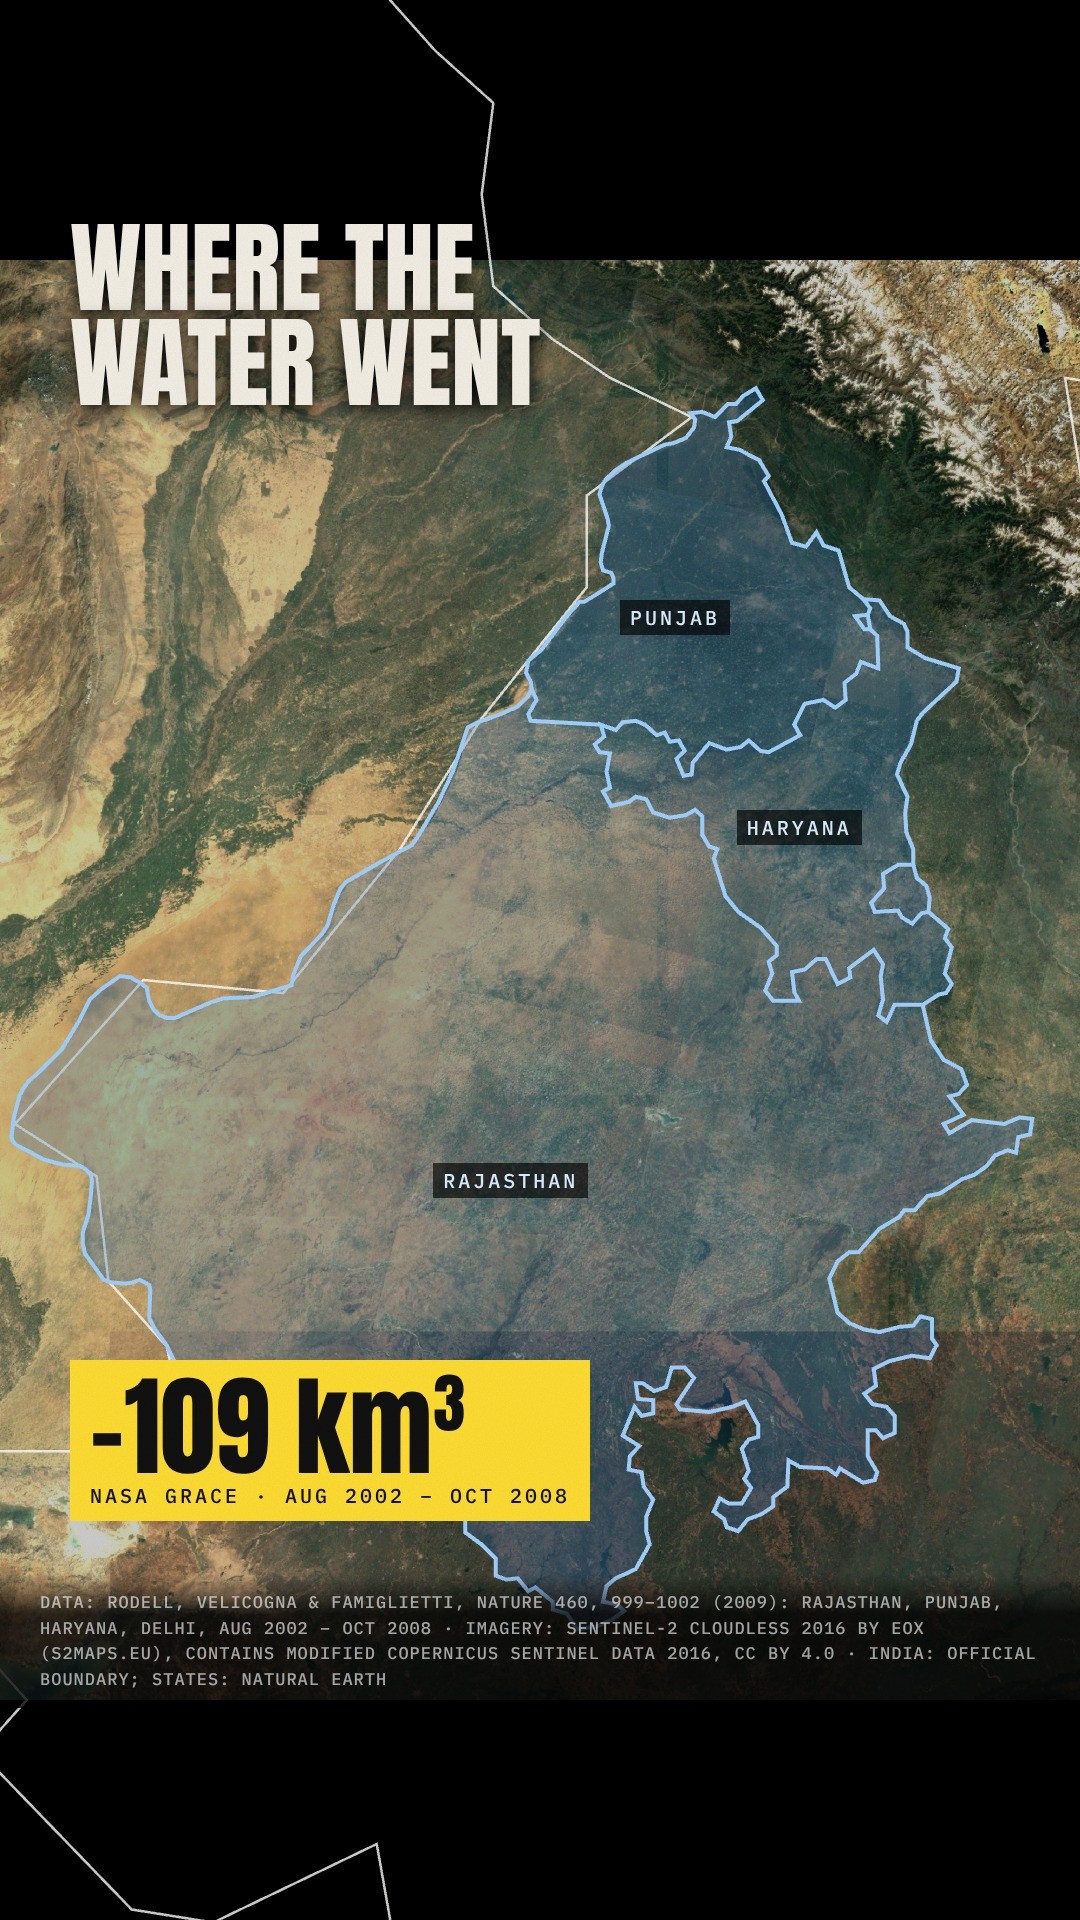 WHERE THE
WATER WENT
PUNJAB
HARYANA
RAJASTHAN
-109 km³
NASA GRACE · AUG 2002 – OCT 2008
DATA: RODELL, VELICOGNA & FAMIGLIETTI, NATURE 460, 999–1002 (2009): RAJASTHAN, PUNJAB,
HARYANA, DELHI, AUG 2002 – OCT 2008 · IMAGERY: SENTINEL-2 CLOUDLESS 2016 BY EOX
(S2MAPS.EU), CONTAINS MODIFIED COPERNICUS SENTINEL DATA 2016, CC BY 4.0 · INDIA: OFFICIAL
BOUNDARY; STATES: NATURAL EARTH